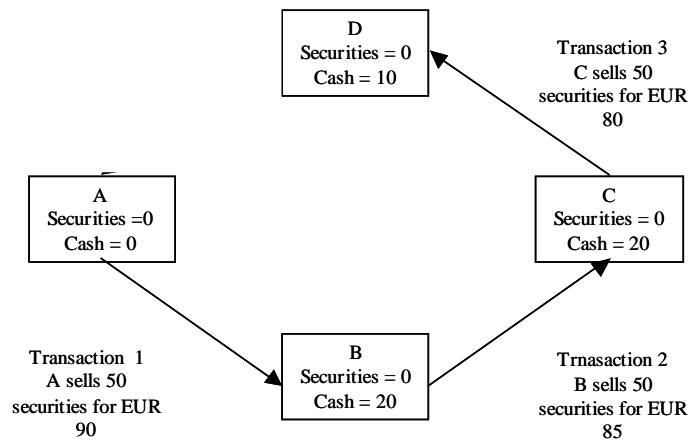 D
Securities = 0
Cash = 10
Transaction 3
C sells 50
securities for EUR
80
A
Securities =0
Cash = 0
C
Securities = 0
Cash = 20
Transaction 1
A sells 50
securities for EUR
90
B
Securities = 0
Cash = 20
Trnasaction 2
B sells 50
securities for EUR
85